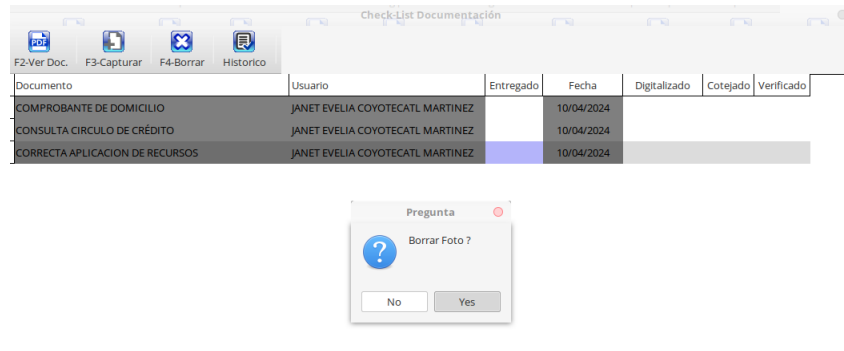 Check-List Documentación
PDF
F2-Ver Doc. F3-Capturar F4-Borrar Historico
Documento Usuario Entregado Fecha Digitalizado Cotejado Verificado
COMPROBANTE DE DOMICILIO JANET EVELIA COYOTECATL MARTINEZ 10/04/2024
CONSULTA CIRCULO DE CRÉDITO JANET EVELIA COYOTECATL MARTINEZ 10/04/2024
CORRECTA APLICACION DE RECURSOS JANET EVELIA COYOTECATL MARTINEZ 10/04/2024
Pregunta
Borrar Foto ?
No Yes